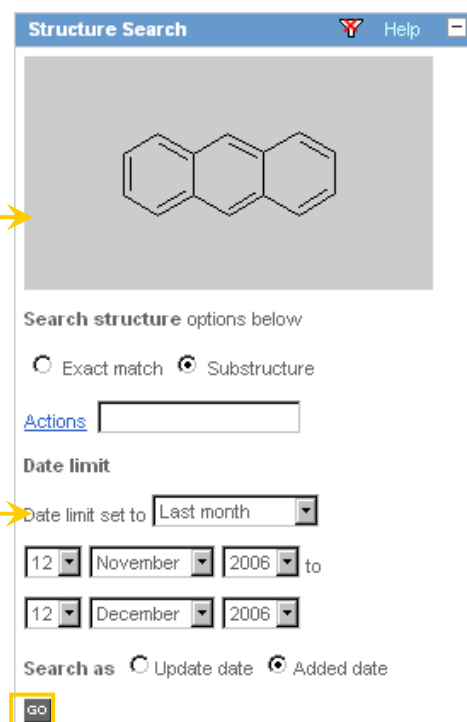 Structure Search Help
Search structure options below
Exact match Substructure
Actions
Date limit
Date limit set to Last month
12 November 2006 to
12 December 2006
Search as Update date Added date
GO